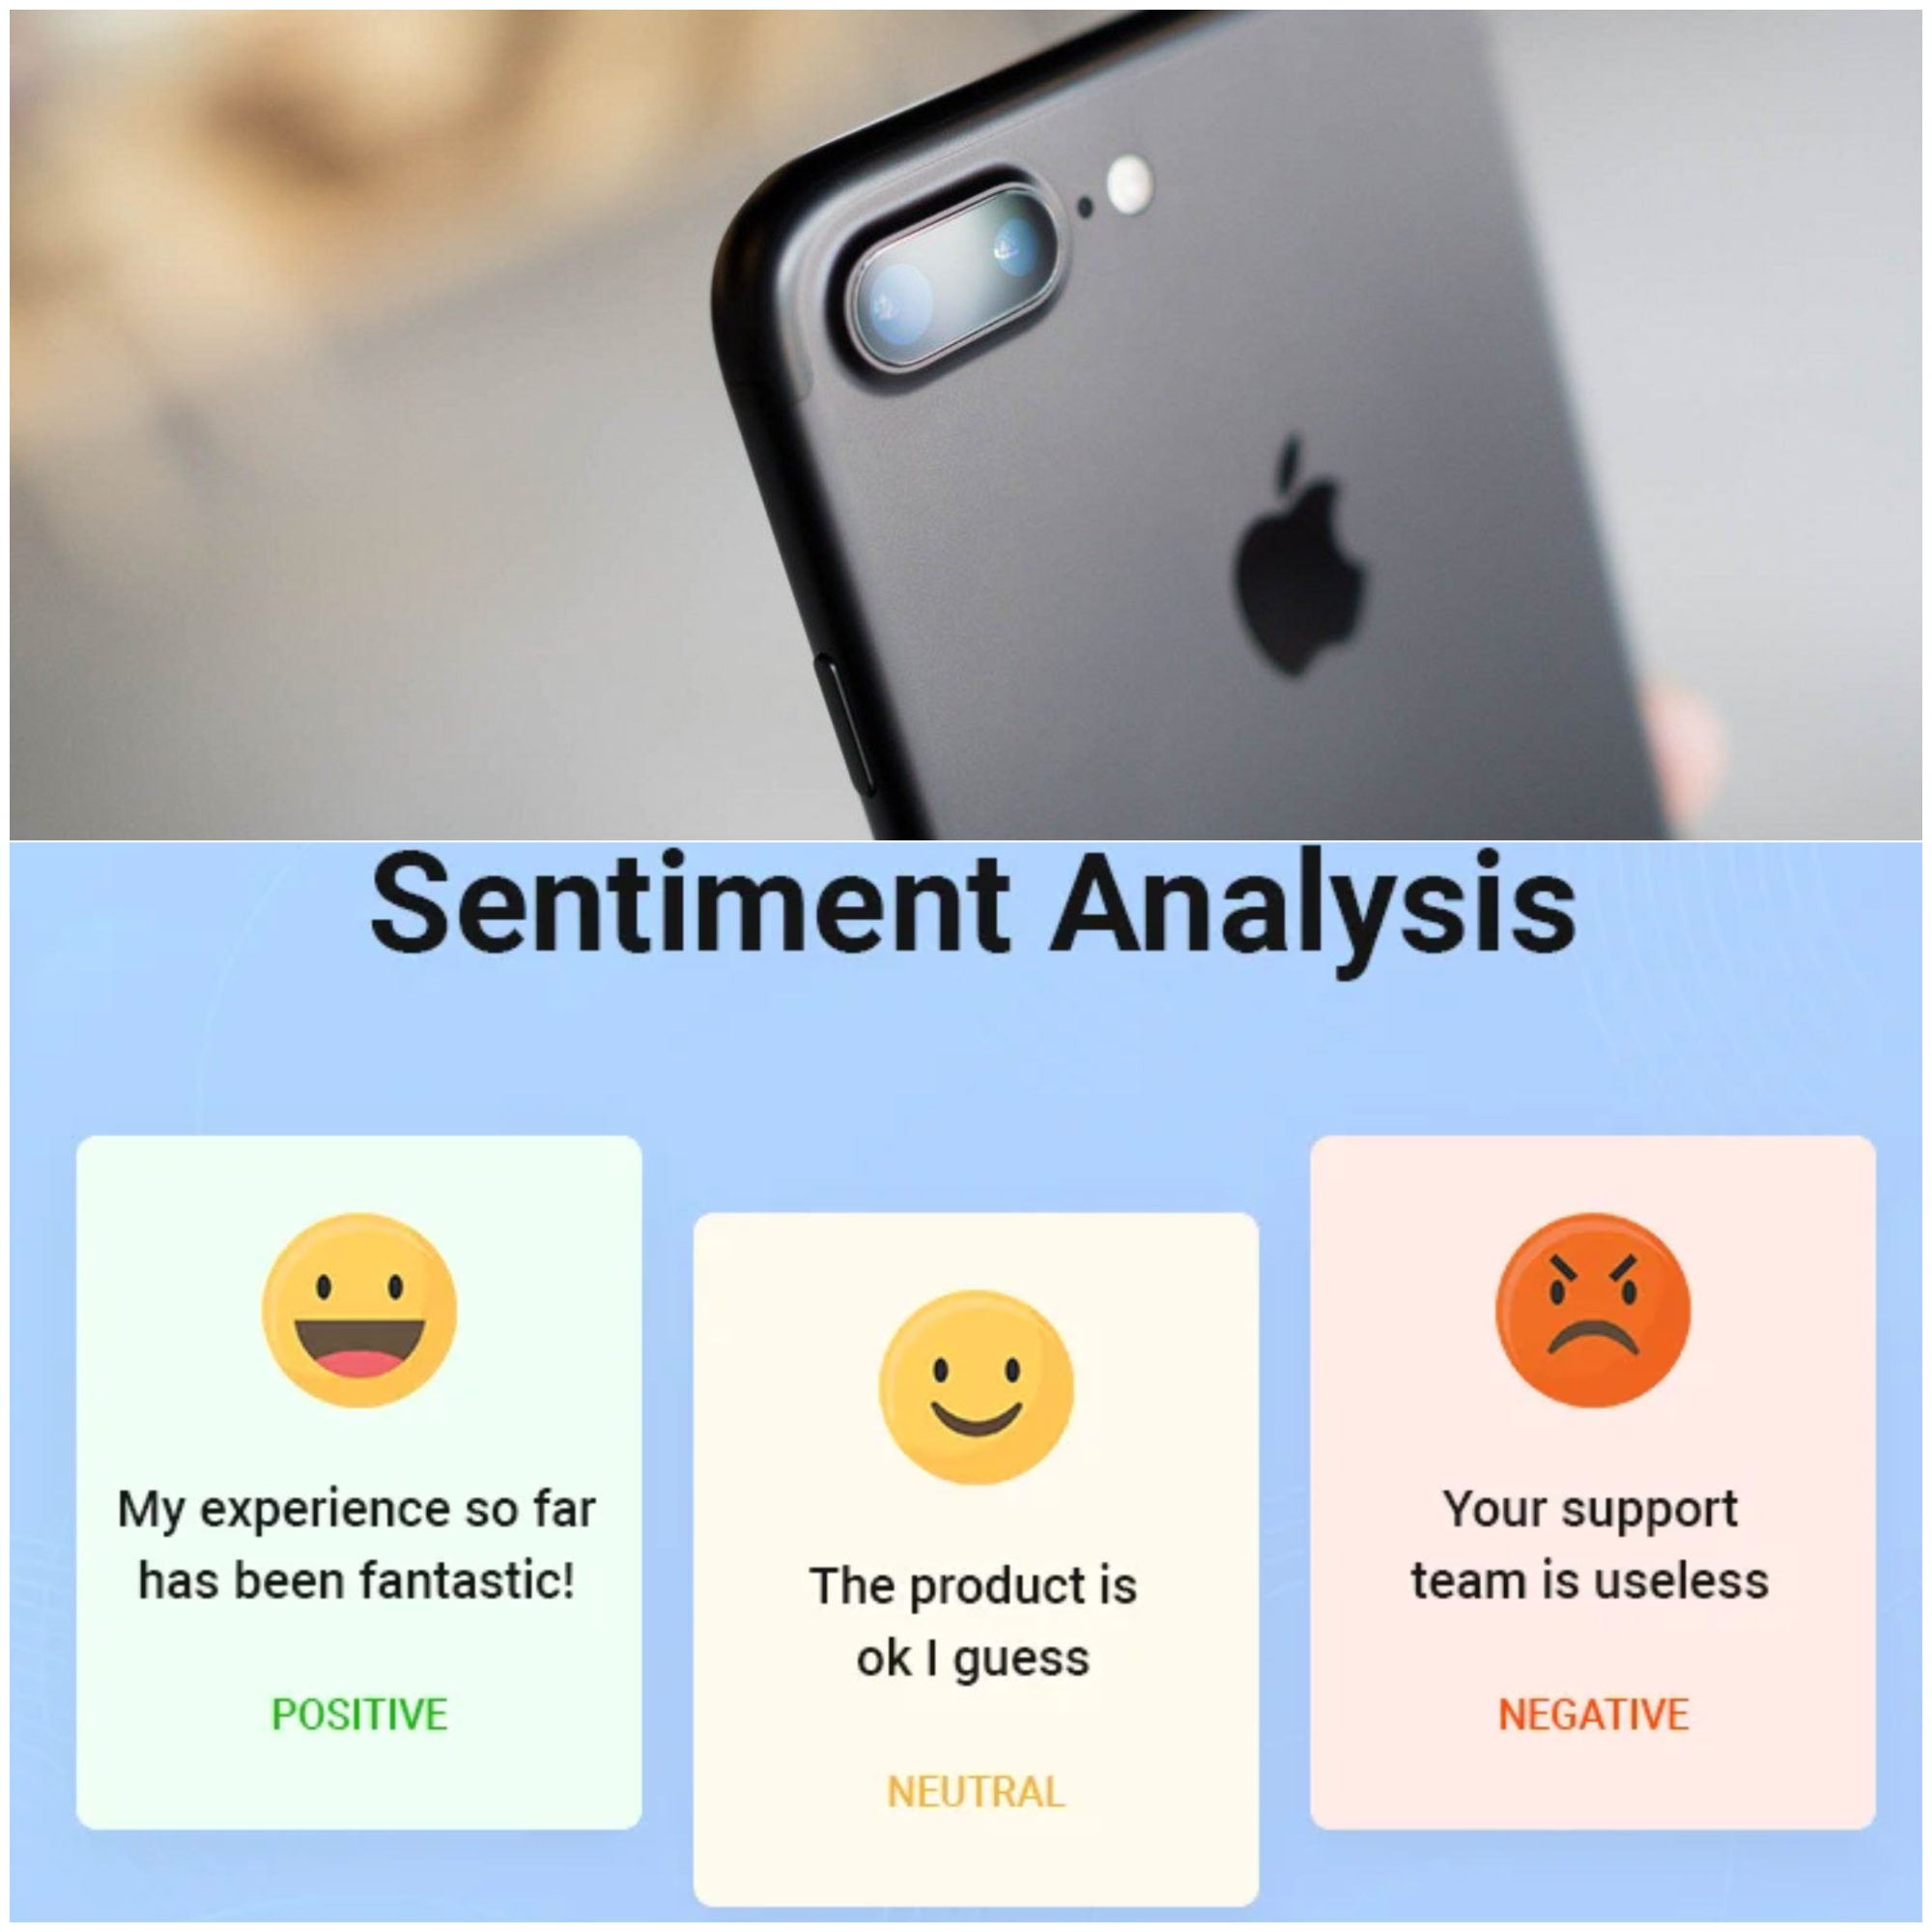 Sentiment Analysis
My experience so far
has been fantastic!
POSITIVE
The product is
ok I guess
NEUTRAL
Your support
team is useless
NEGATIVE